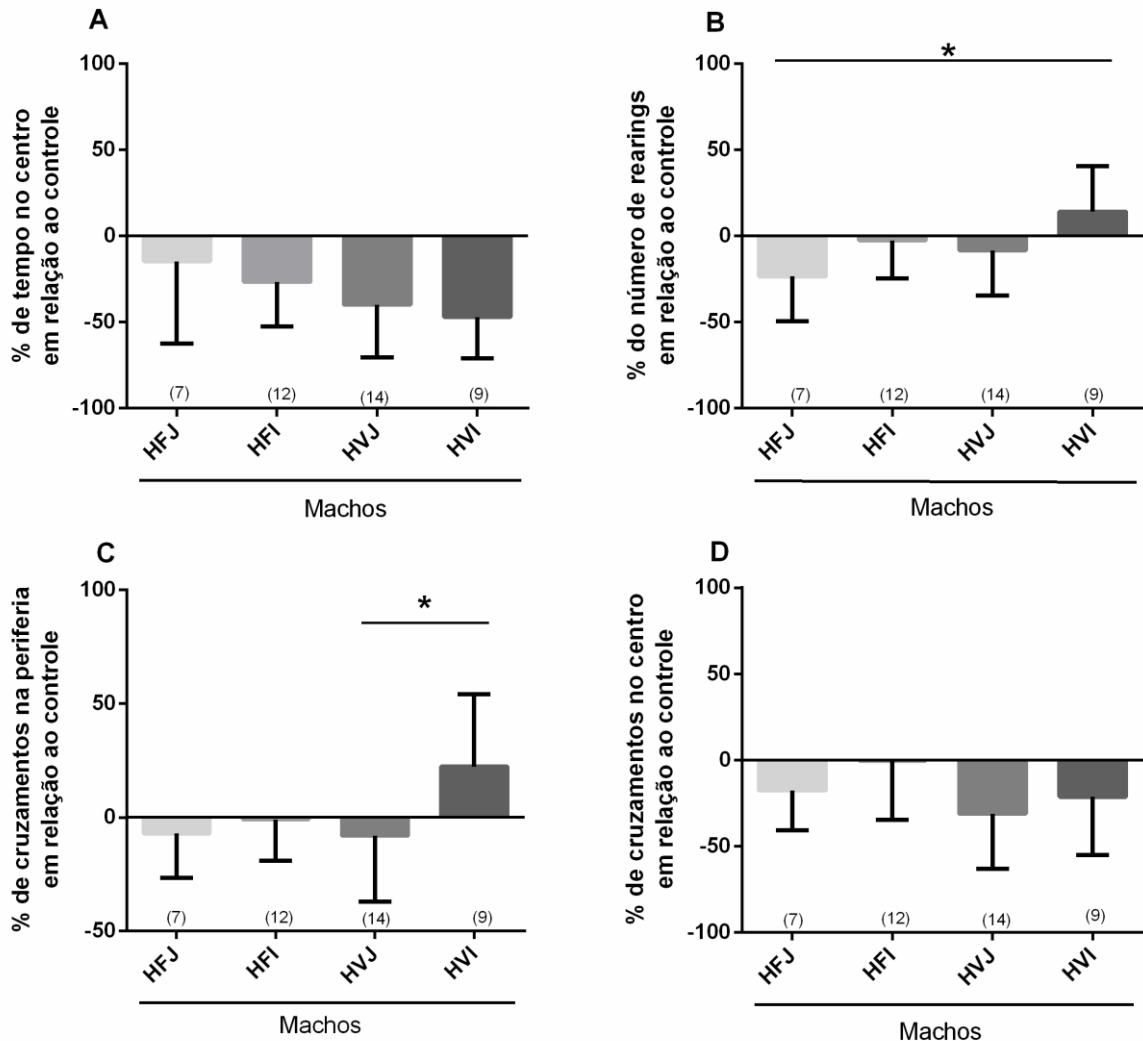 A
% de tempo no centro
em relação ao controle
100
50
0
-50
-100
(7)
(12)
(14)
(9)
HFJ
HFI
HVJ
HVI
Machos
B
% do número de rearings
em relação ao controle
*
100
50
0
-50
-100
(7)
(12)
(14)
(9)
HFJ
HFI
HVJ
HVI
Machos
C
% de cruzamentos na periferia
em relação ao controle
*
100
50
0
-50
(7)
(12)
(14)
(9)
HFJ
HFI
HVJ
HVI
Machos
D
% de cruzamentos no centro
em relação ao controle
100
50
0
-50
-100
(7)
(12)
(14)
(9)
HFJ
HFI
HVJ
HVI
Machos